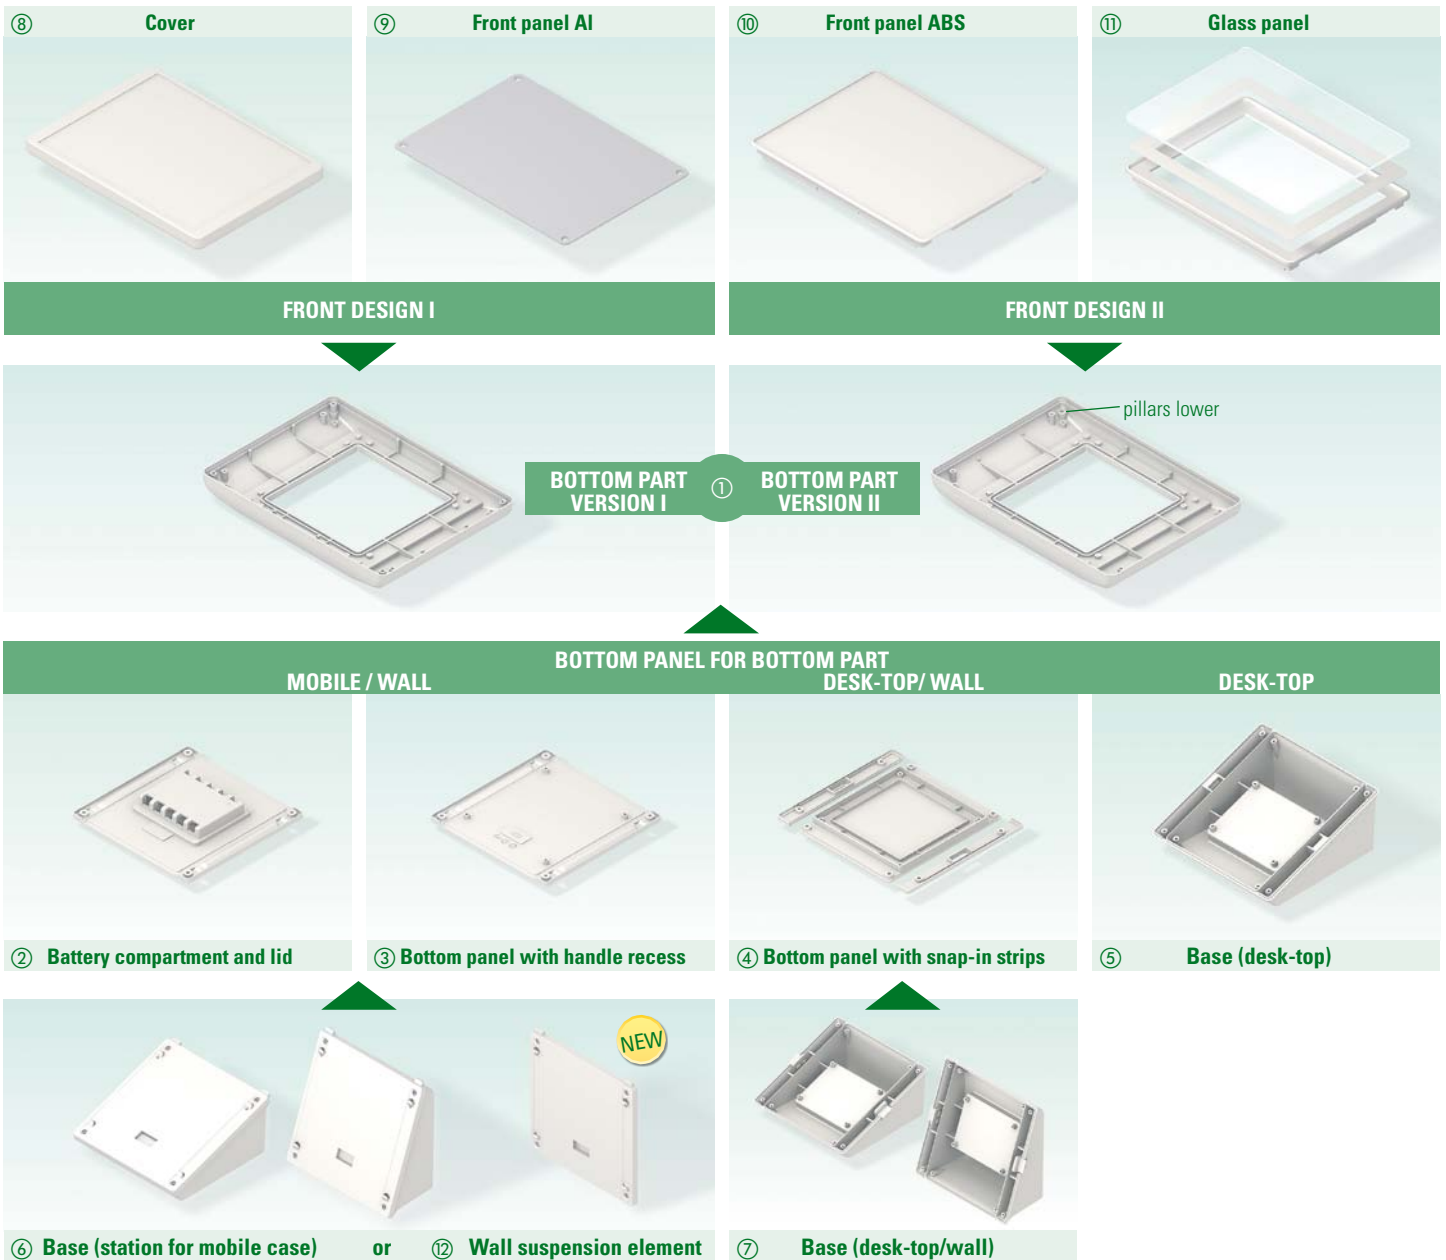 ⑧ Cover
⑨ Front panel Al
⑩ Front panel ABS
⑪ Glass panel
FRONT DESIGN I
FRONT DESIGN II
pillars lower
BOTTOM PART
VERSION I
①
BOTTOM PART
VERSION II
BOTTOM PANEL FOR BOTTOM PART
MOBILE / WALL
DESK-TOP/ WALL
DESK-TOP
② Battery compartment and lid
③ Bottom panel with handle recess
④ Bottom panel with snap-in strips
⑤ Base (desk-top)
NEW
⑥ Base (station for mobile case) or ⑫ Wall suspension element
⑦ Base (desk-top/wall)